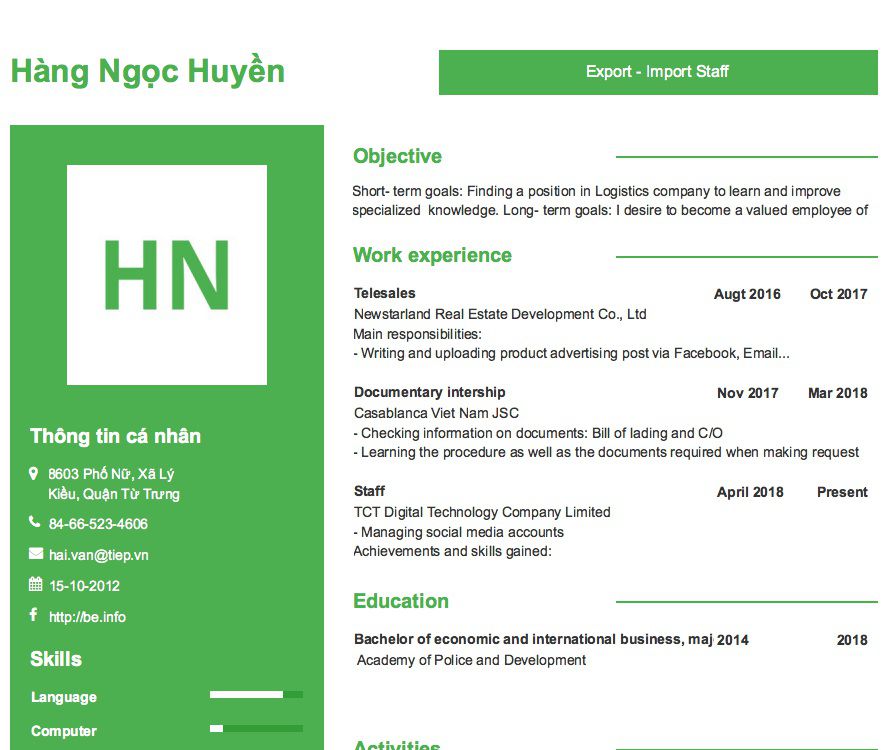 Hàng Ngọc Huyền
Export - Import Staff
HN
Thông tin cá nhân
8603 Phố Nữ, Xã Lý
Kiều, Quận Từ Trưng
84-66-523-4606
hai.van@tiep.vn
15-10-2012
http://be.info
Skills
Language
Computer
Objective
Short- term goals: Finding a position in Logistics company to learn and improve
specialized knowledge. Long- term goals: I desire to become a valued employee of
Work experience
Telesales Augt 2016 Oct 2017
Newstarland Real Estate Development Co., Ltd
Main responsibilities:
- Writing and uploading product advertising post via Facebook, Email...
Documentary intership Nov 2017 Mar 2018
Casablanca Viet Nam JSC
- Checking information on documents: Bill of lading and C/O
- Learning the procedure as well as the documents required when making request
Staff April 2018 Present
TCT Digital Technology Company Limited
- Managing social media accounts
Achievements and skills gained:
Education
Bachelor of economic and international business, maj 2014 2018
Academy of Police and Development
Activities